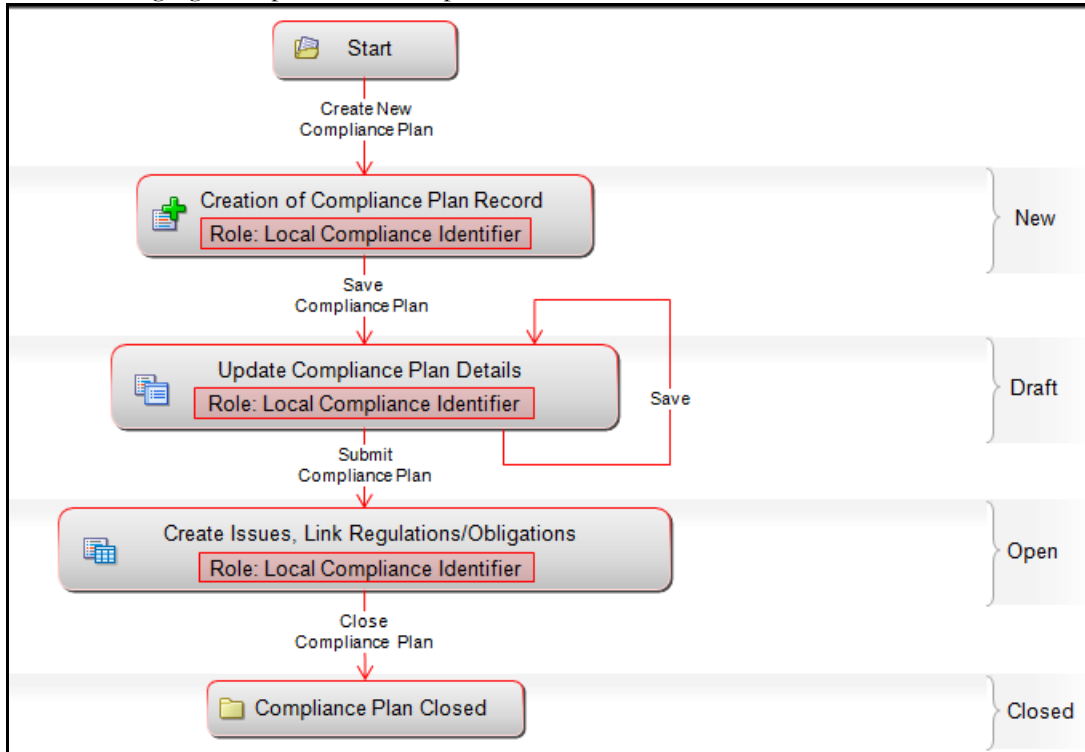 Start
Create New
Compliance Plan
Creation of Compliance Plan Record
Role: Local Compliance Identifier
New
Save
Compliance Plan
Update Compliance Plan Details
Role: Local Compliance Identifier
Save
Draft
Submit
Compliance Plan
Create Issues, Link Regulations/Obligations
Role: Local Compliance Identifier
Open
Close
Compliance Plan
Compliance Plan Closed
Closed